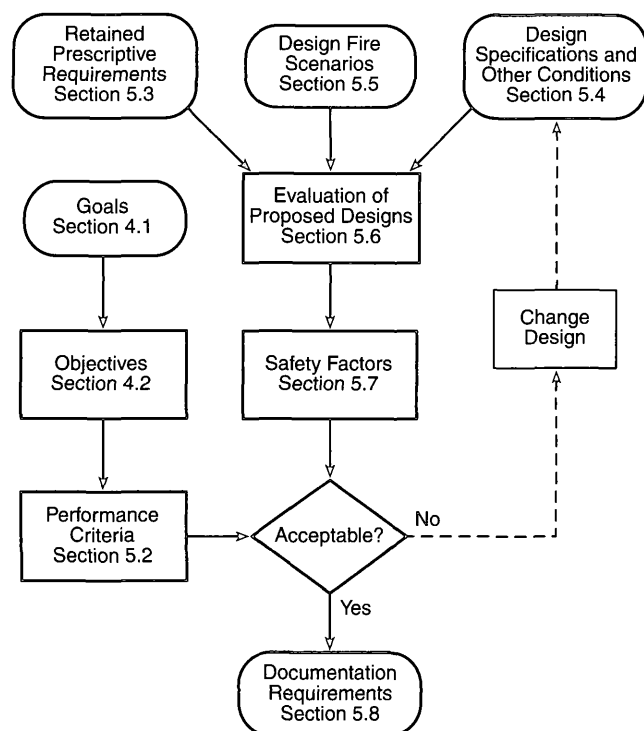 Retained
Prescriptive
Requirements
Section 5.3
Design Fire
Scenarios
Section 5.5
Design
Specifications and
Other Conditions
Section 5.4
Goals
Section 4.1
Evaluation of
Proposed Designs
Section 5.6
Change
Design
Objectives
Section 4.2
Safety Factors
Section 5.7
Performance
Criteria
Section 5.2
Acceptable?
No
Yes
Documentation
Requirements
Section 5.8